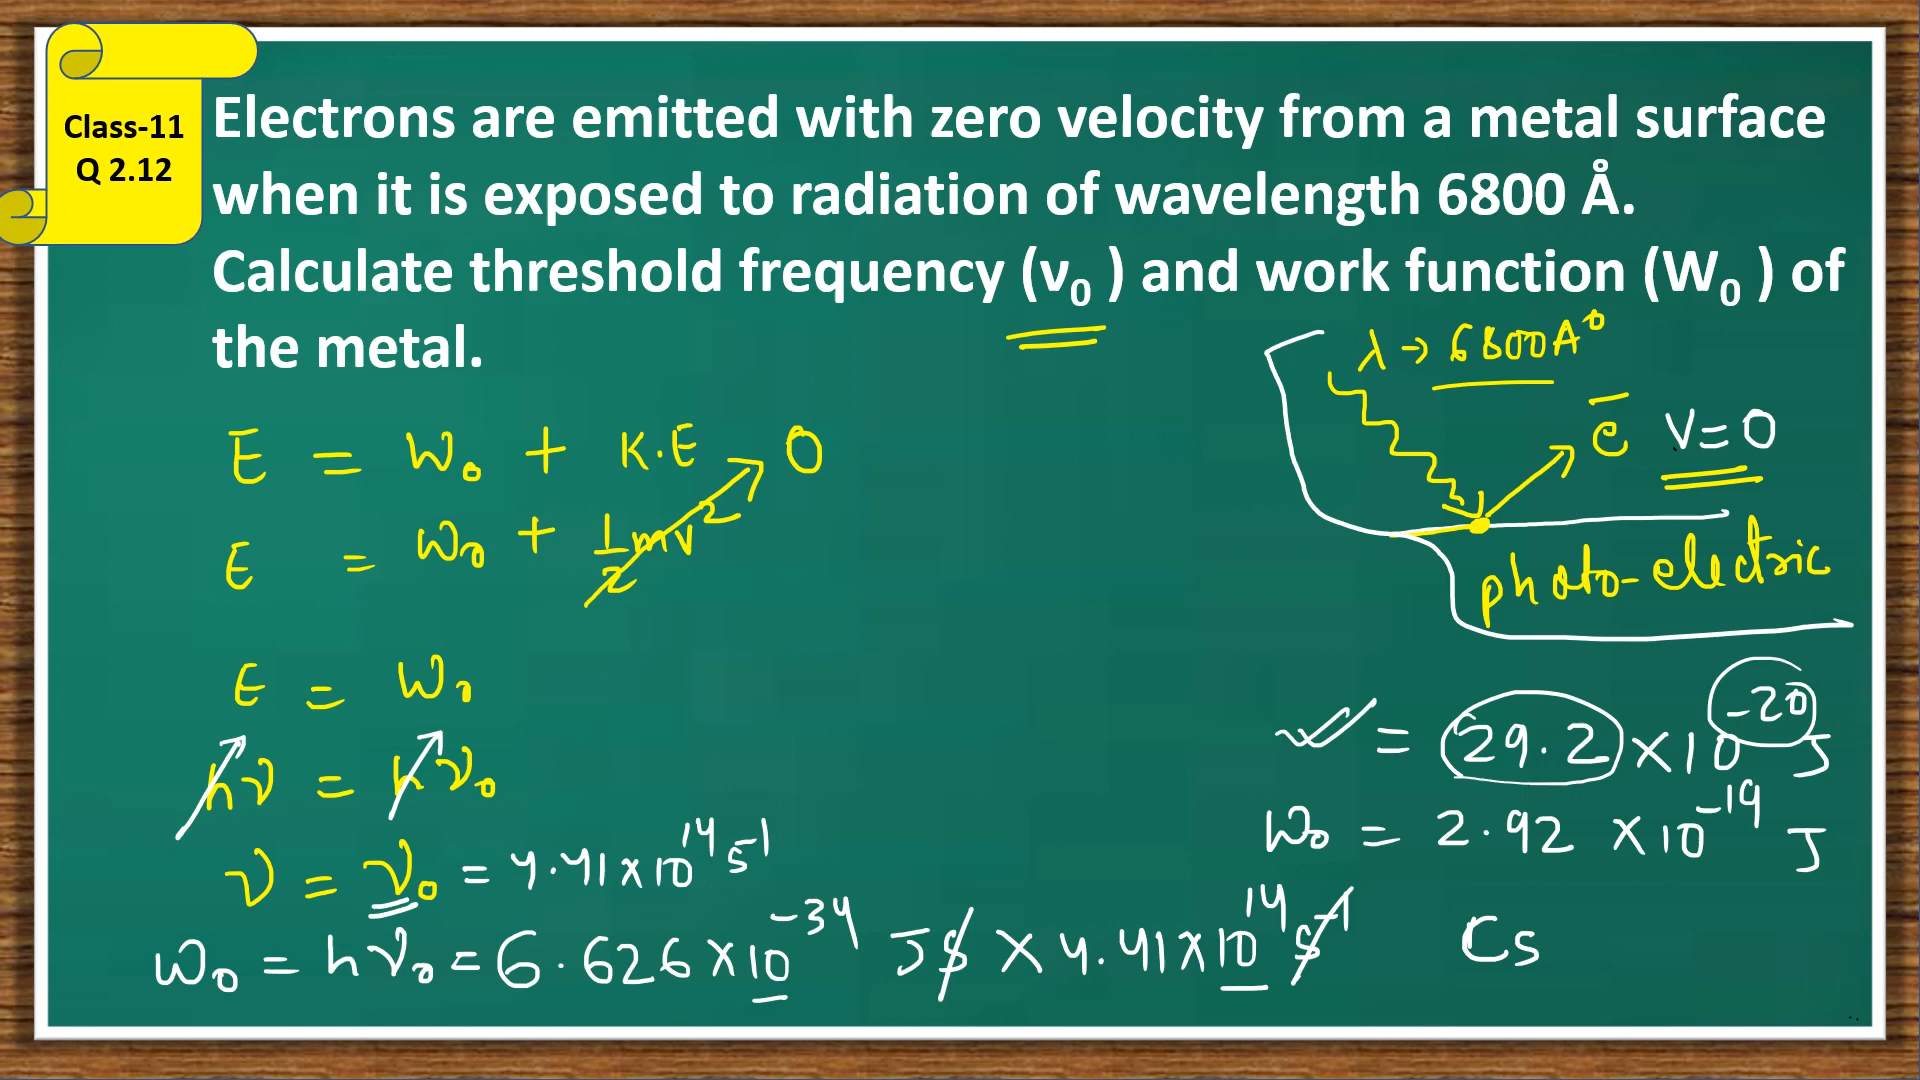 Class-11
Q 2.12
Electrons are emitted with zero velocity from a metal surface
when it is exposed to radiation of wavelength 6800 Å.
Calculate threshold frequency (ν₀ ) and work function (W₀ ) of
the metal.
λ → 6800A⁰
e̅ V=0
photo-electric
E = W₀ + K.E 0
E = W₀ + 1/2 mv²
E = W₀
hν = hν₀
ν = ν₀ = 4.41×10¹⁴ s⁻¹
W₀ = hν₀ = 6.626×10⁻³⁴ Js × 4.41×10¹⁴ s⁻¹
= 29.2 ×10⁻²⁰ J
W₀ = 2.92 ×10⁻¹⁹ J
Cs